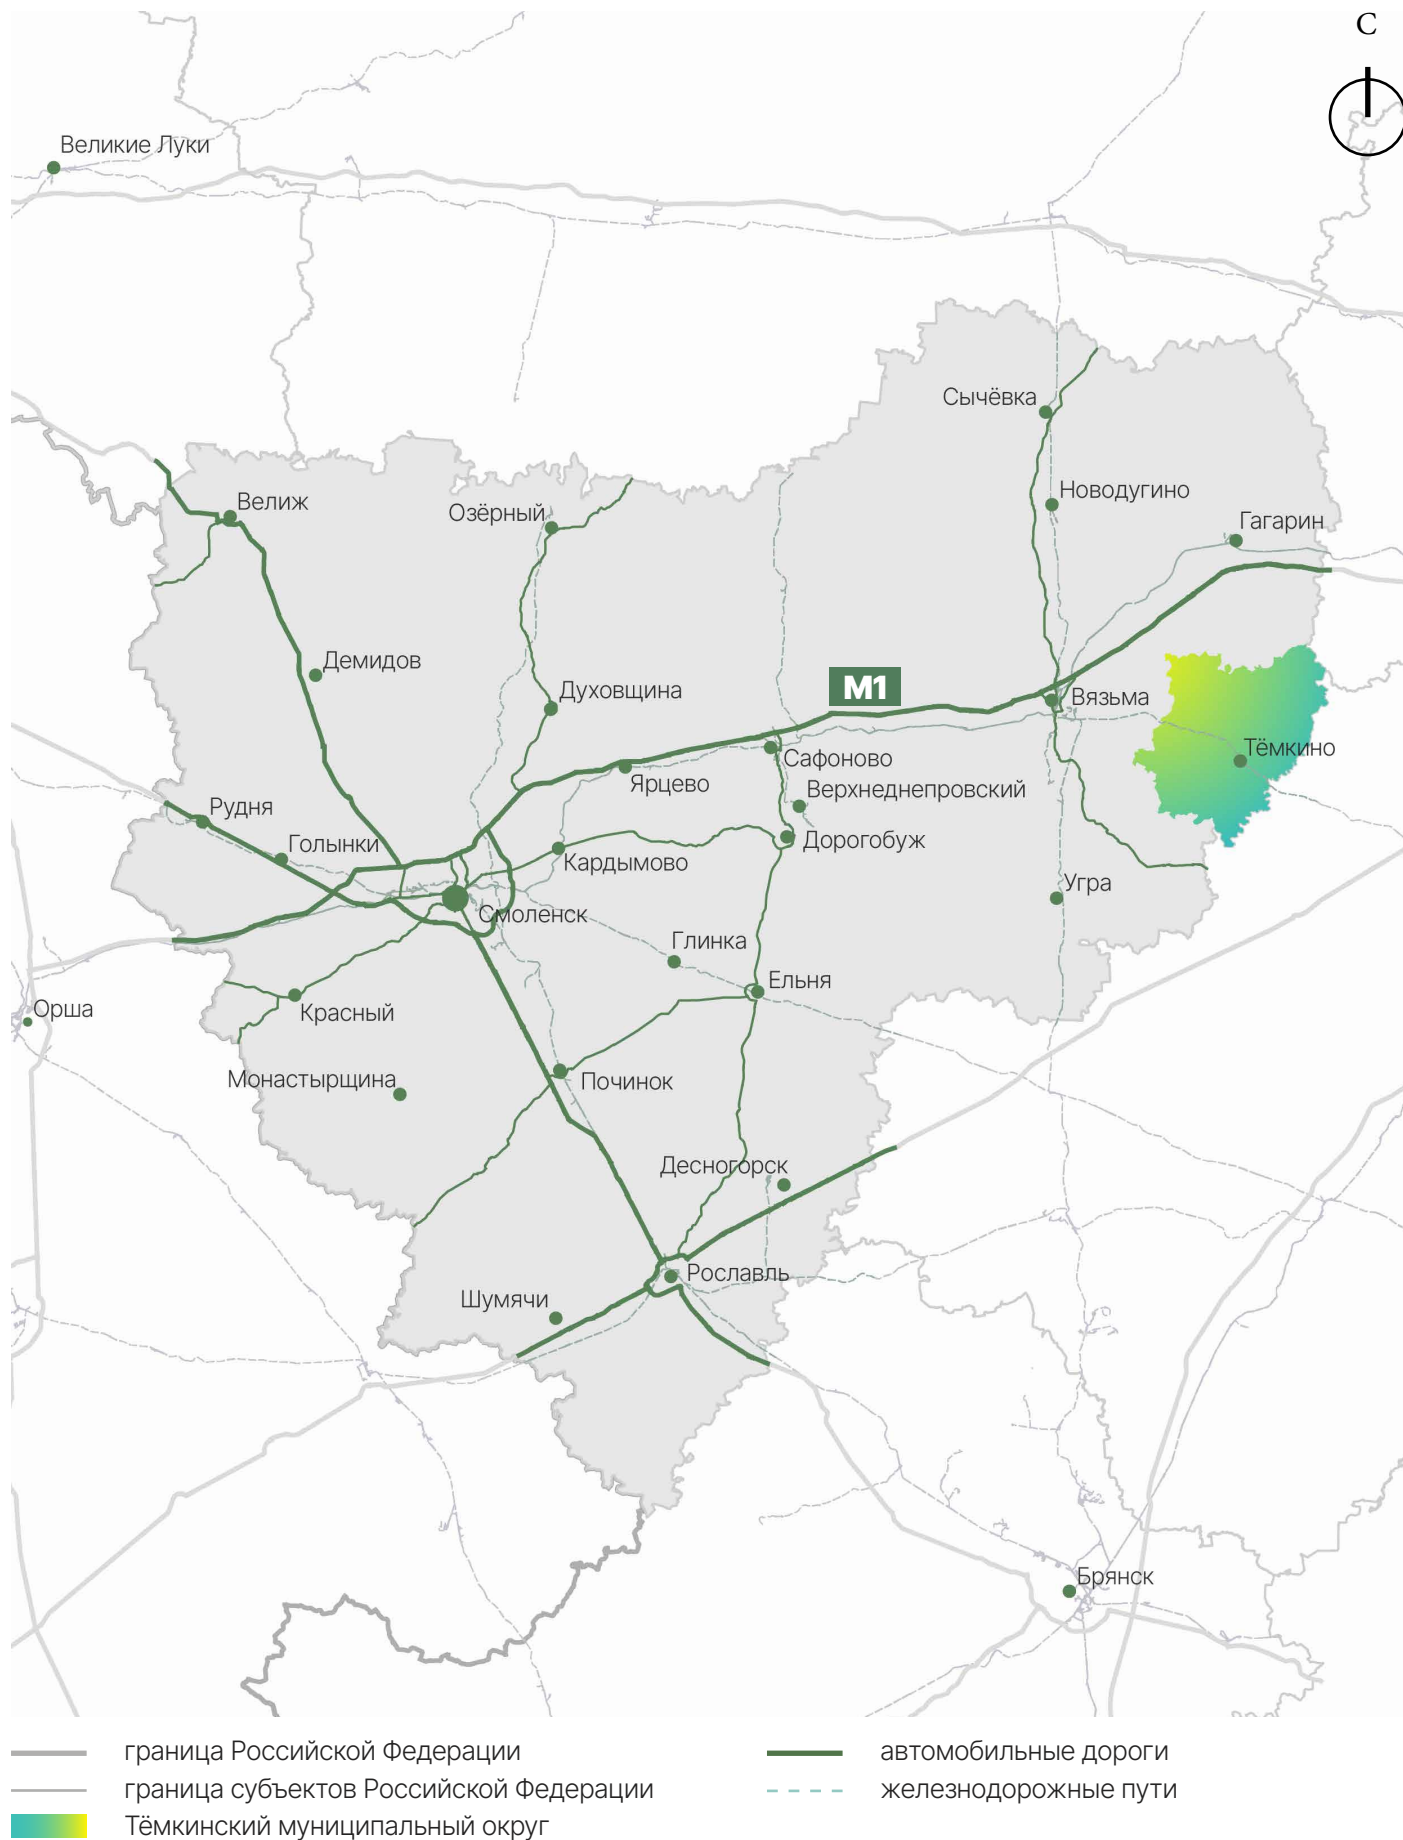 С
Великие Луки
Сычёвка
Новодугино
Велиж
Озёрный
Гагарин
Демидов
Духовщина
М1
Вязьма
Тёмкино
Сафоново
Ярцево
Верхнеднепровский
Рудня
Голынки
Дорогобуж
Кардымово
Угра
Смоленск
Глинка
Ельня
Орша
Красный
Монастырщина
Починок
Десногорск
Рославль
Шумячи
Брянск
граница Российской Федерации
граница субъектов Российской Федерации
Тёмкинский муниципальный округ
автомобильные дороги
железнодорожные пути